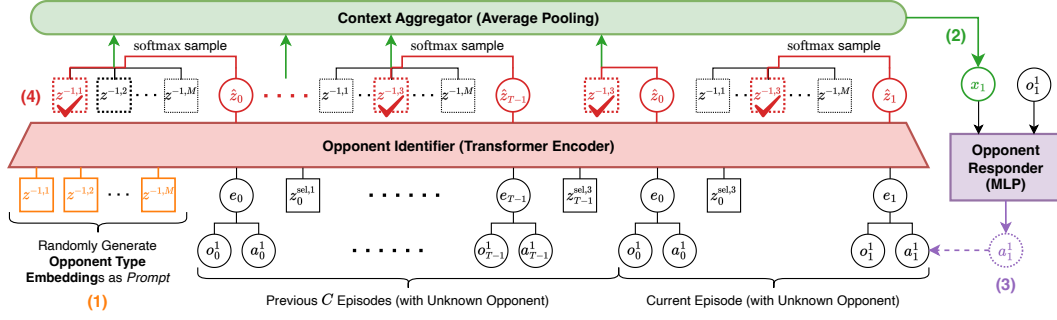 Context Aggregator (Average Pooling)
softmax sample softmax sample softmax sample
(2)
(4) z^{-1,1} z^{-1,2} ... z^{-1,M} ẑ_0 .... z^{-1,1} ... z^{-1,3} ... z^{-1,M} ẑ_{T-1} z^{-1,3} ẑ_0 z^{-1,1} ... z^{-1,3} ... z^{-1,M} ẑ_1 x_1 o_1^1
Opponent Identifier (Transformer Encoder)
Opponent
Responder
(MLP)
z^{-1,1} z^{-1,2} ... z^{-1,M} e_0 z_0^{sel,1} ...... e_{T-1} z_{T-1}^{sel,3} e_0 z_0^{sel,3} e_1
o_0^1 a_0^1 ...... o_{T-1}^1 a_{T-1}^1 o_0^1 a_0^1 o_1^1 a_1^1 a_1^1
Randomly Generate
Opponent Type
Embeddings as Prompt
(1)
Previous C Episodes (with Unknown Opponent)
Current Episode (with Unknown Opponent)
(3)